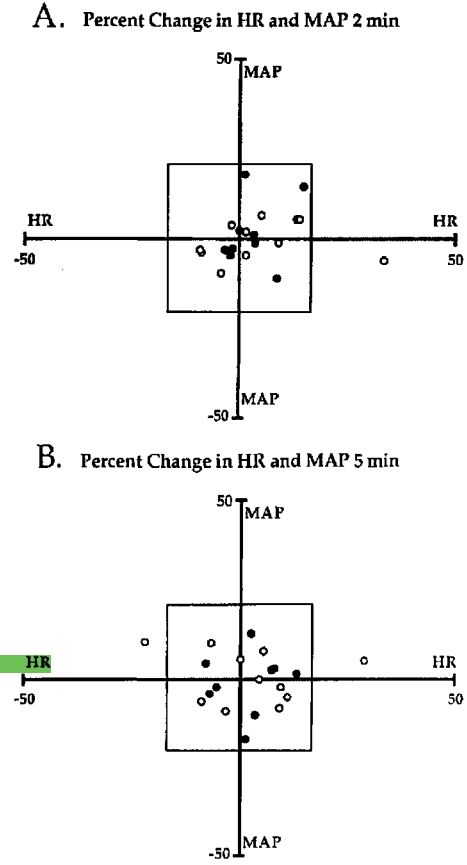 A. Percent Change in HR and MAP 2 min
50
MAP
HR
HR
-50
50
-50
MAP
B. Percent Change in HR and MAP 5 min
50
MAP
HR
HR
-50
50
-50
MAP